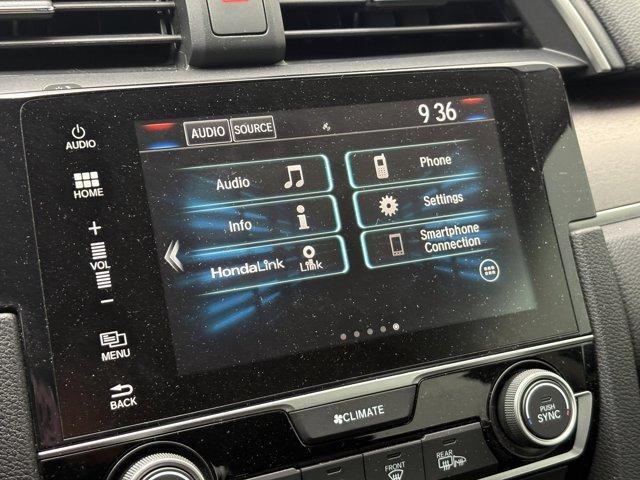 AUDIO
HOME
+
VOL
−
MENU
BACK
AUDIO SOURCE
9 36
Audio
Phone
Info
Settings
HondaLink Link
Smartphone
Connection
CLIMATE
PUSH
SYNC
FRONT
REAR